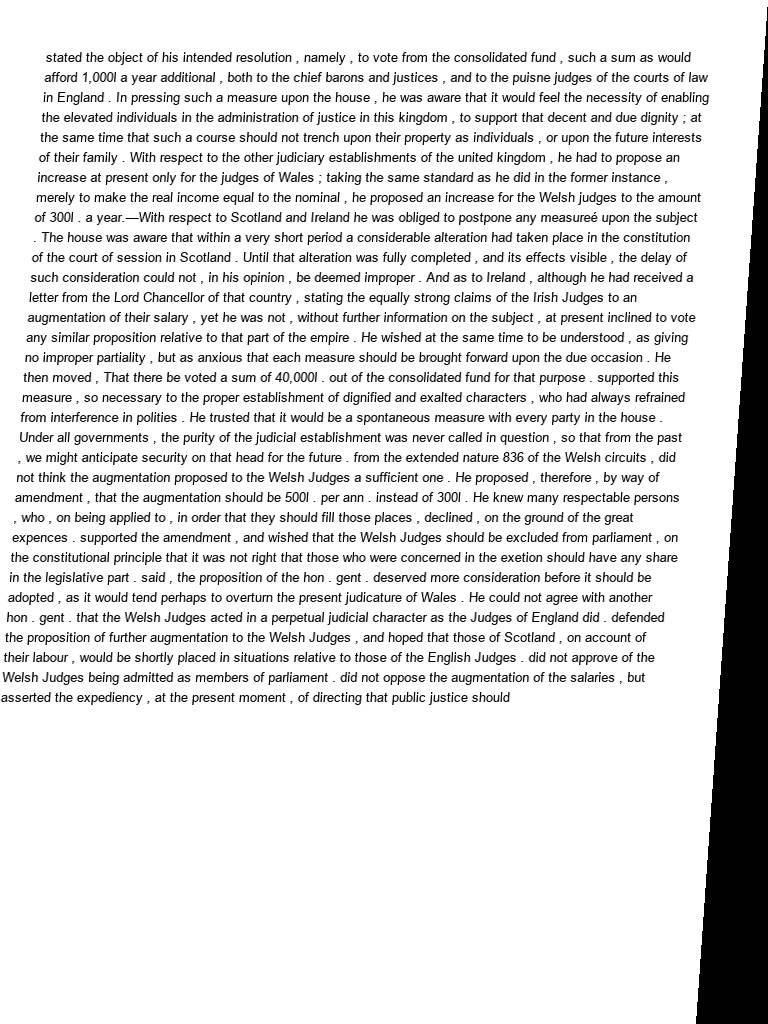 stated the object of his intended resolution , namely , to vote from the consolidated fund , such a sum as would
afford 1,000l a year additional , both to the chief barons and justices , and to the puisne judges of the courts of law
in England . In pressing such a measure upon the house , he was aware that it would feel the necessity of enabling
the elevated individuals in the administration of justice in this kingdom , to support that decent and due dignity ; at
the same time that such a course should not trench upon their property as individuals , or upon the future interests
of their family . With respect to the other judiciary establishments of the united kingdom , he had to propose an
increase at present only for the judges of Wales ; taking the same standard as he did in the former instance ,
merely to make the real income equal to the nominal , he proposed an increase for the Welsh judges to the amount
of 300l . a year.—With respect to Scotland and Ireland he was obliged to postpone any measureé upon the subject
. The house was aware that within a very short period a considerable alteration had taken place in the constitution
of the court of session in Scotland . Until that alteration was fully completed , and its effects visible , the delay of
such consideration could not , in his opinion , be deemed improper . And as to Ireland , although he had received a
letter from the Lord Chancellor of that country , stating the equally strong claims of the Irish Judges to an
augmentation of their salary , yet he was not , without further information on the subject , at present inclined to vote
any similar proposition relative to that part of the empire . He wished at the same time to be understood , as giving
no improper partiality , but as anxious that each measure should be brought forward upon the due occasion . He
then moved , That there be voted a sum of 40,000l . out of the consolidated fund for that purpose . supported this
measure , so necessary to the proper establishment of dignified and exalted characters , who had always refrained
from interference in polities . He trusted that it would be a spontaneous measure with every party in the house .
Under all governments , the purity of the judicial establishment was never called in question , so that from the past
, we might anticipate security on that head for the future . from the extended nature 836 of the Welsh circuits , did
not think the augmentation proposed to the Welsh Judges a sufficient one . He proposed , therefore , by way of
amendment , that the augmentation should be 500l . per ann . instead of 300l . He knew many respectable persons
, who , on being applied to , in order that they should fill those places , declined , on the ground of the great
expences . supported the amendment , and wished that the Welsh Judges should be excluded from parliament , on
the constitutional principle that it was not right that those who were concerned in the exetion should have any share
in the legislative part . said , the proposition of the hon . gent . deserved more consideration before it should be
adopted , as it would tend perhaps to overturn the present judicature of Wales . He could not agree with another
hon . gent . that the Welsh Judges acted in a perpetual judicial character as the Judges of England did . defended
the proposition of further augmentation to the Welsh Judges , and hoped that those of Scotland , on account of
their labour , would be shortly placed in situations relative to those of the English Judges . did not approve of the
Welsh Judges being admitted as members of parliament . did not oppose the augmentation of the salaries , but
asserted the expediency , at the present moment , of directing that public justice should